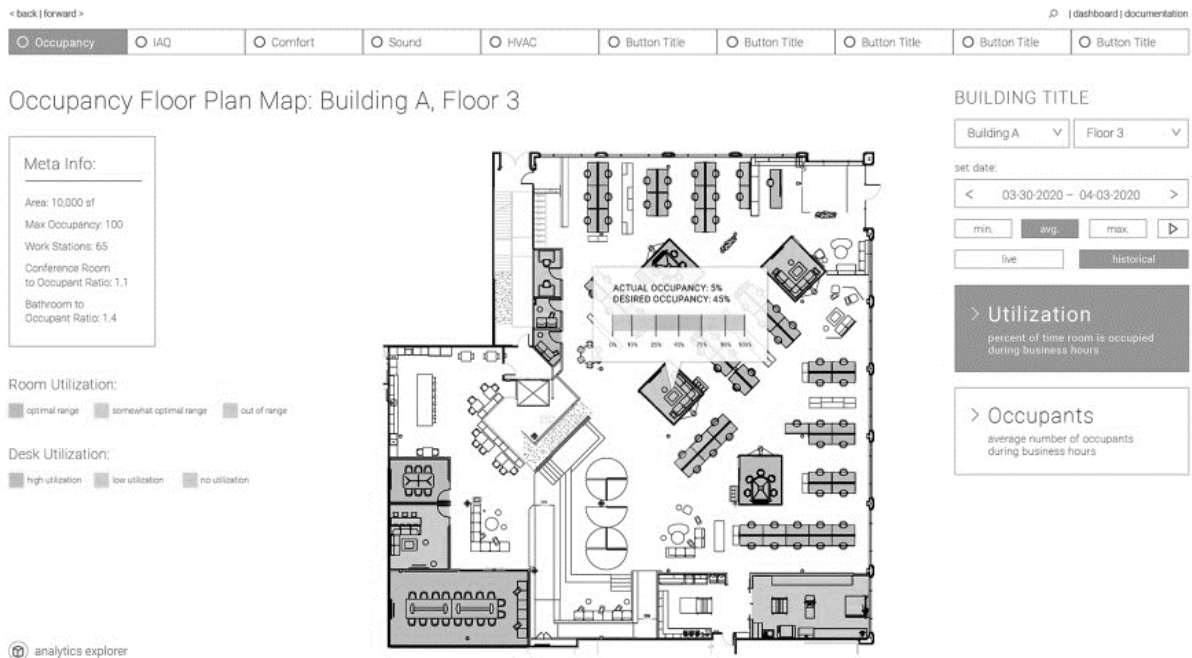 < back | forward >
| dashboard | documentation
Occupancy
IAQ
Comfort
Sound
HVAC
Button Title
Button Title
Button Title
Button Title
Button Title
Occupancy Floor Plan Map: Building A, Floor 3
Meta Info:
Area: 10,000 sf
Max Occupancy: 100
Work Stations: 65
Conference Room
to Occupant Ratio: 1.1
Bathroom to
Occupant Ratio: 1.4
Room Utilization:
optimal range
somewhat optimal range
out of range
Desk Utilization:
high utilization
low utilization
no utilization
analytics explorer
ACTUAL OCCUPANCY: 5%
DESIRED OCCUPANCY: 45%
0%
25%
45%
75%
100%
BUILDING TITLE
Building A
Floor 3
set date:
< 03-30-2020 – 04-03-2020 >
min.
avg.
max.
live
historical
> Utilization
percent of time room is occupied
during business hours
> Occupants
average number of occupants
during business hours